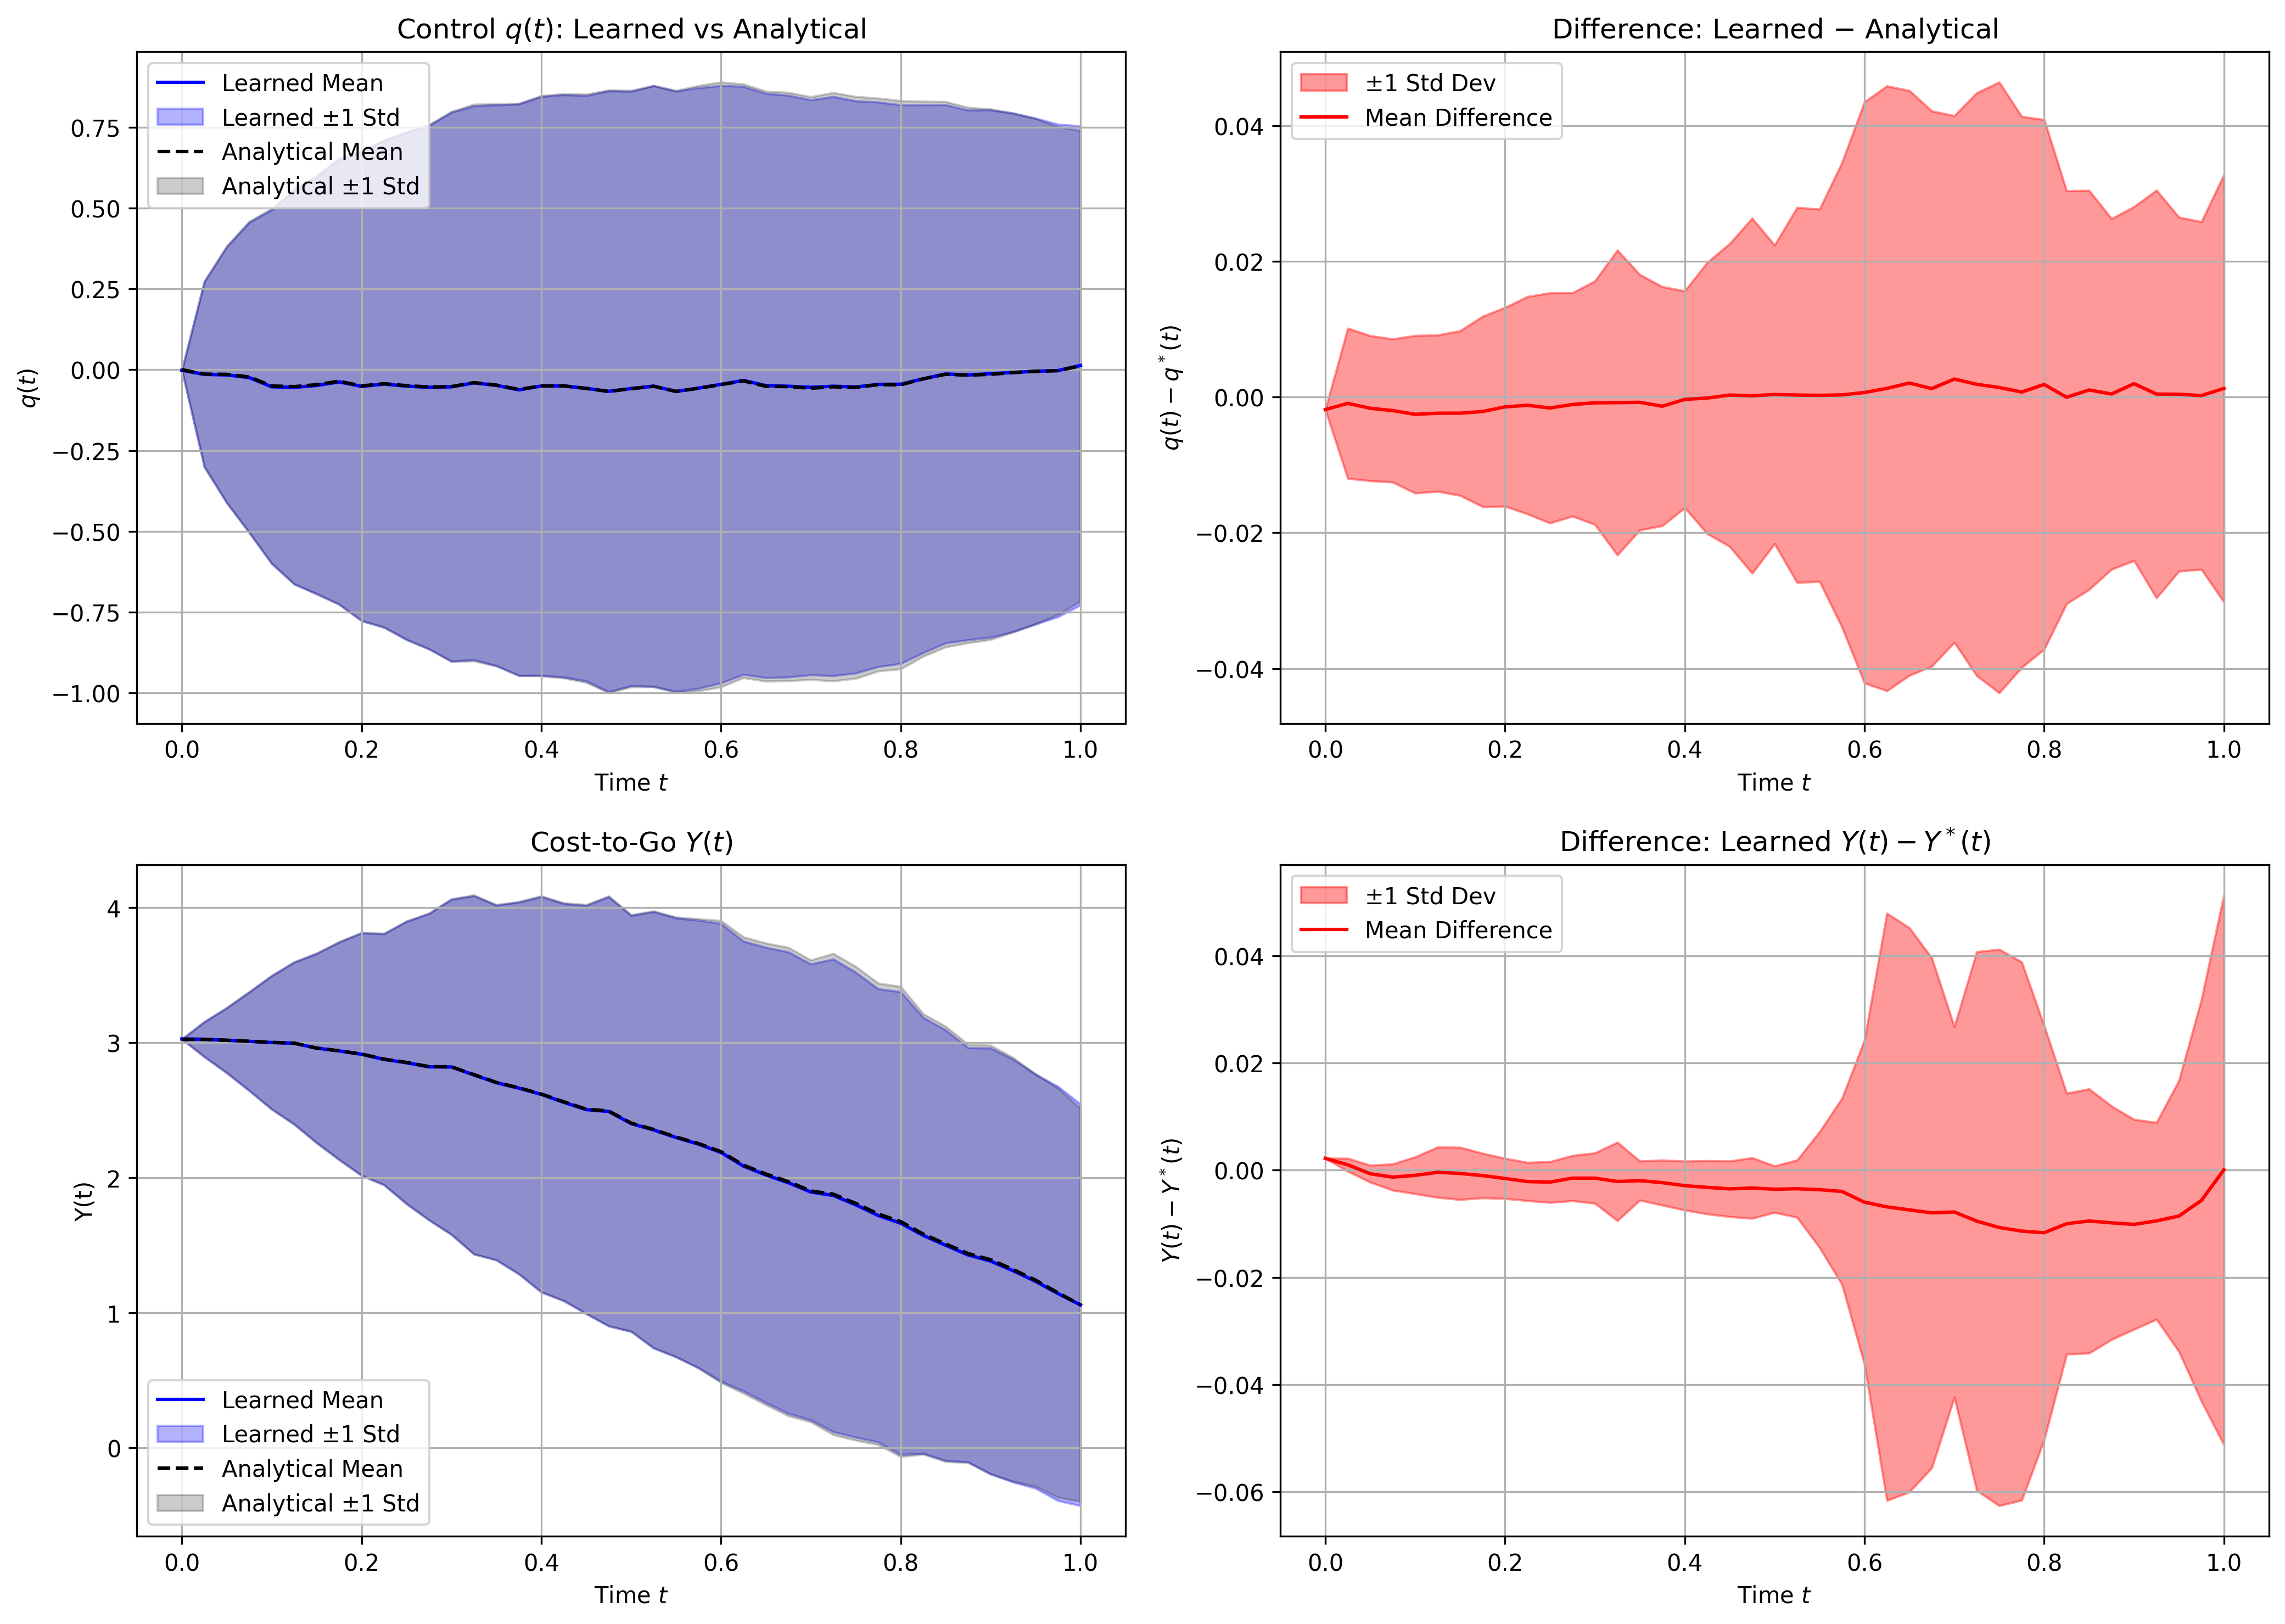 Control q(t): Learned vs Analytical
Learned Mean
Learned ±1 Std
Analytical Mean
Analytical ±1 Std
0.75
0.50
0.25
0.00
−0.25
−0.50
−0.75
−1.00
q(t)
0.0 0.2 0.4 0.6 0.8 1.0
Time t
Difference: Learned − Analytical
±1 Std Dev
Mean Difference
0.04
0.02
0.00
−0.02
−0.04
q(t) − q*(t)
0.0 0.2 0.4 0.6 0.8 1.0
Time t
Cost-to-Go Y(t)
4
3
2
1
0
Y(t)
Learned Mean
Learned ±1 Std
Analytical Mean
Analytical ±1 Std
0.0 0.2 0.4 0.6 0.8 1.0
Time t
Difference: Learned Y(t) − Y*(t)
±1 Std Dev
Mean Difference
0.04
0.02
0.00
−0.02
−0.04
−0.06
Y(t) − Y*(t)
0.0 0.2 0.4 0.6 0.8 1.0
Time t